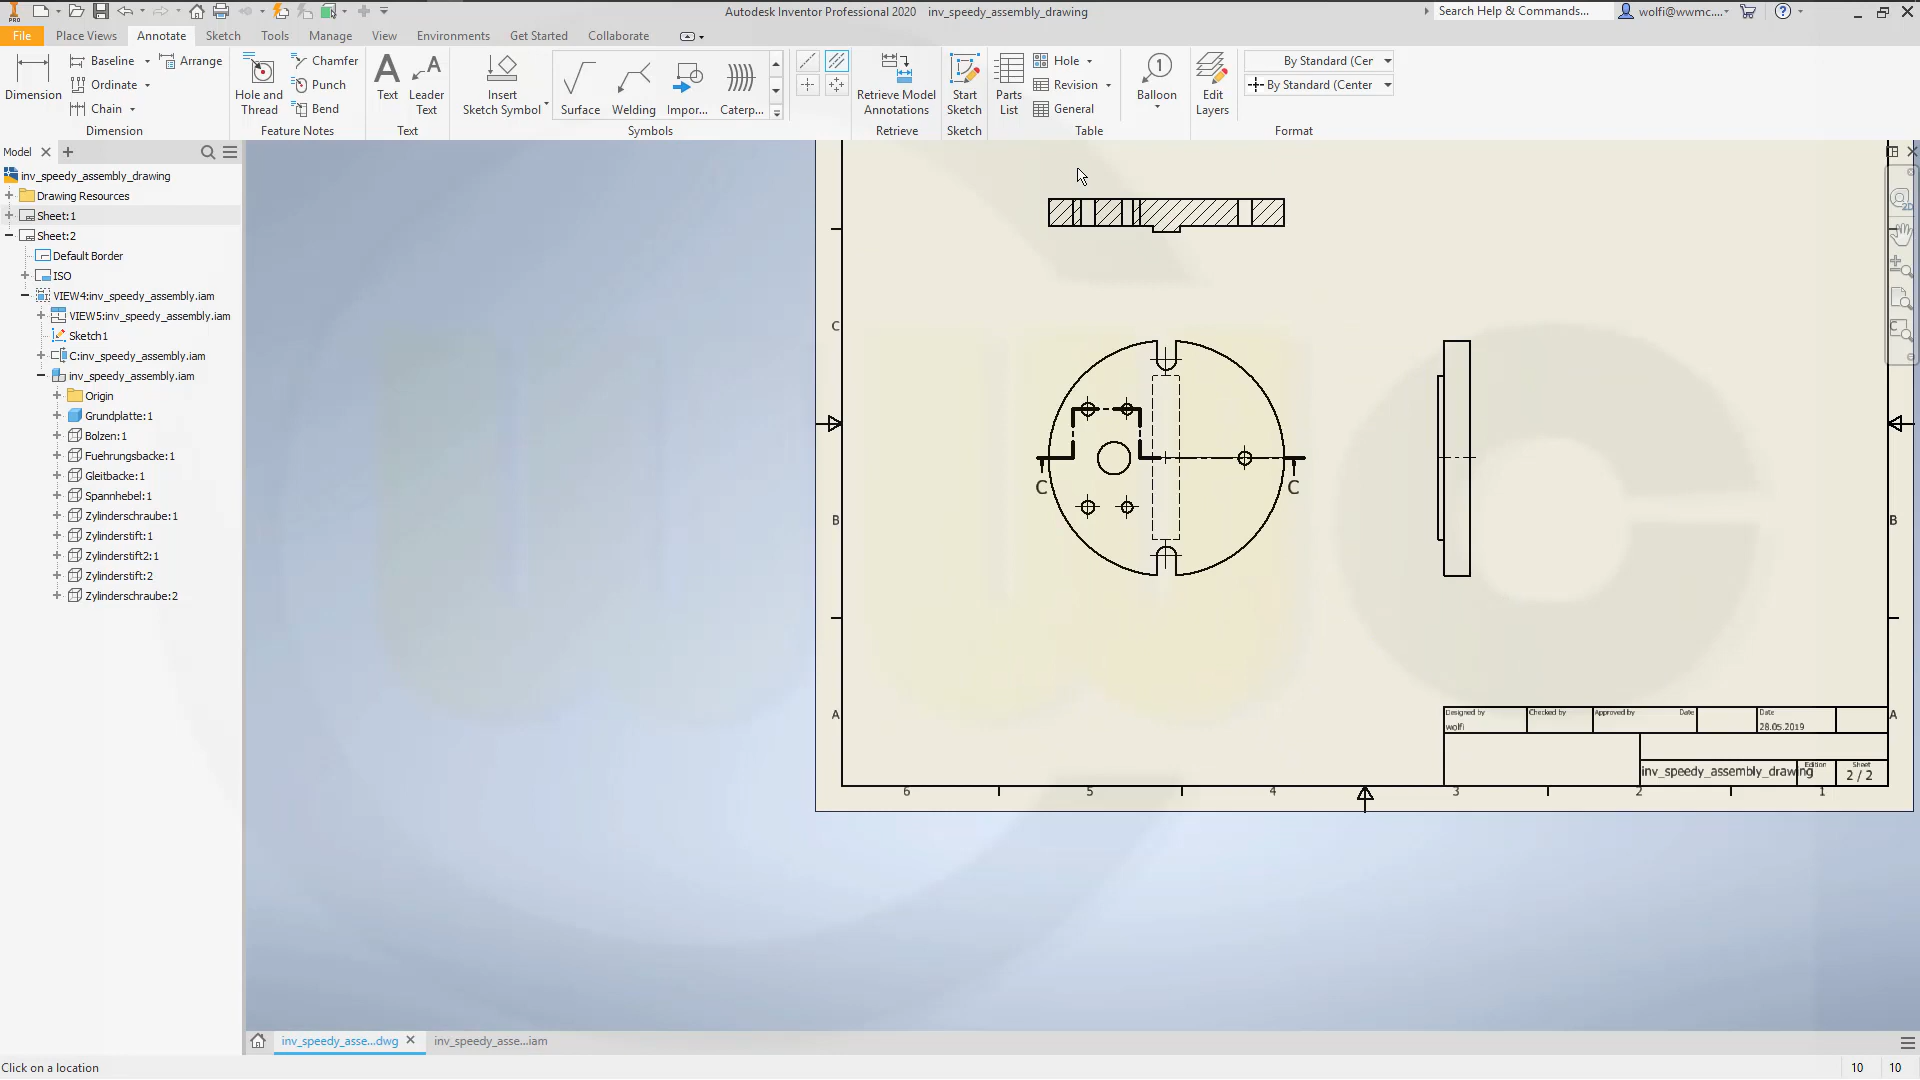 Autodesk Inventor Professional 2020 inv_speedy_assembly_drawing
Search Help & Commands...
wolfi@wwmc....
PRO
File Place Views Annotate Sketch Tools Manage View Environments Get Started Collaborate
Dimension
Baseline
Ordinate
Chain
Arrange
Dimension
Hole and Thread
Chamfer
Punch
Bend
Feature Notes
Text
Leader Text
Text
Insert Sketch Symbol
Surface
Welding
Impor...
Caterp...
Symbols
Retrieve Model Annotations
Retrieve
Start Sketch
Sketch
Parts List
Hole
Revision
General
Table
Balloon
Edit Layers
By Standard (Cer
By Standard (Center
Format
Model
inv_speedy_assembly_drawing
Drawing Resources
Sheet:1
Sheet:2
Default Border
ISO
VIEW4:inv_speedy_assembly.iam
VIEW5:inv_speedy_assembly.iam
Sketch1
C:inv_speedy_assembly.iam
inv_speedy_assembly.iam
Origin
Grundplatte:1
Bolzen:1
Fuehrungsbacke:1
Gleitbacke:1
Spannhebel:1
Zylinderschraube:1
Zylinderstift:1
Zylinderstift2:1
Zylinderstift:2
Zylinderschraube:2
C
C
C C
B B
A A
Designed by
wolfi
Checked by
Approved by
Date
Date
28.05.2019
inv_speedy_assembly_drawing
Edition
Sheet
2 / 2
6 5 4 3 2 1
inv_speedy_asse...dwg inv_speedy_asse...iam
Click on a location
10 10